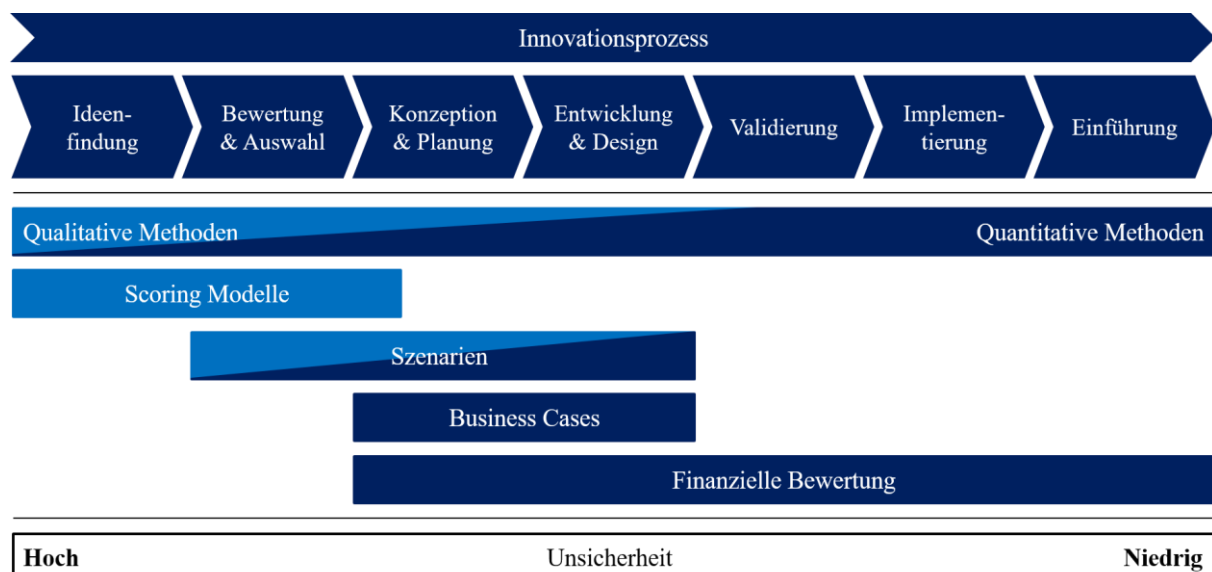 Innovationsprozess
Ideen-
findung
Bewertung
& Auswahl
Konzeption
& Planung
Entwicklung
& Design
Validierung
Implemen-
tierung
Einführung
Qualitative Methoden
Quantitative Methoden
Scoring Modelle
Szenarien
Business Cases
Finanzielle Bewertung
Hoch
Unsicherheit
Niedrig